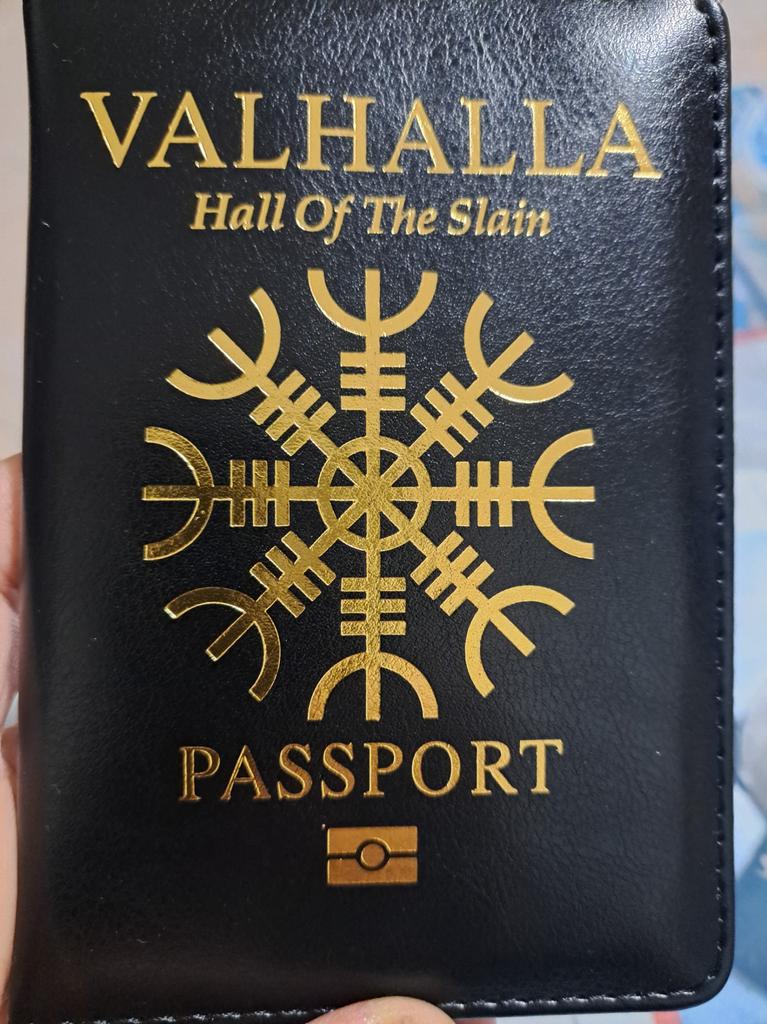 VALHALLA
Hall Of The Slain
PASSPORT